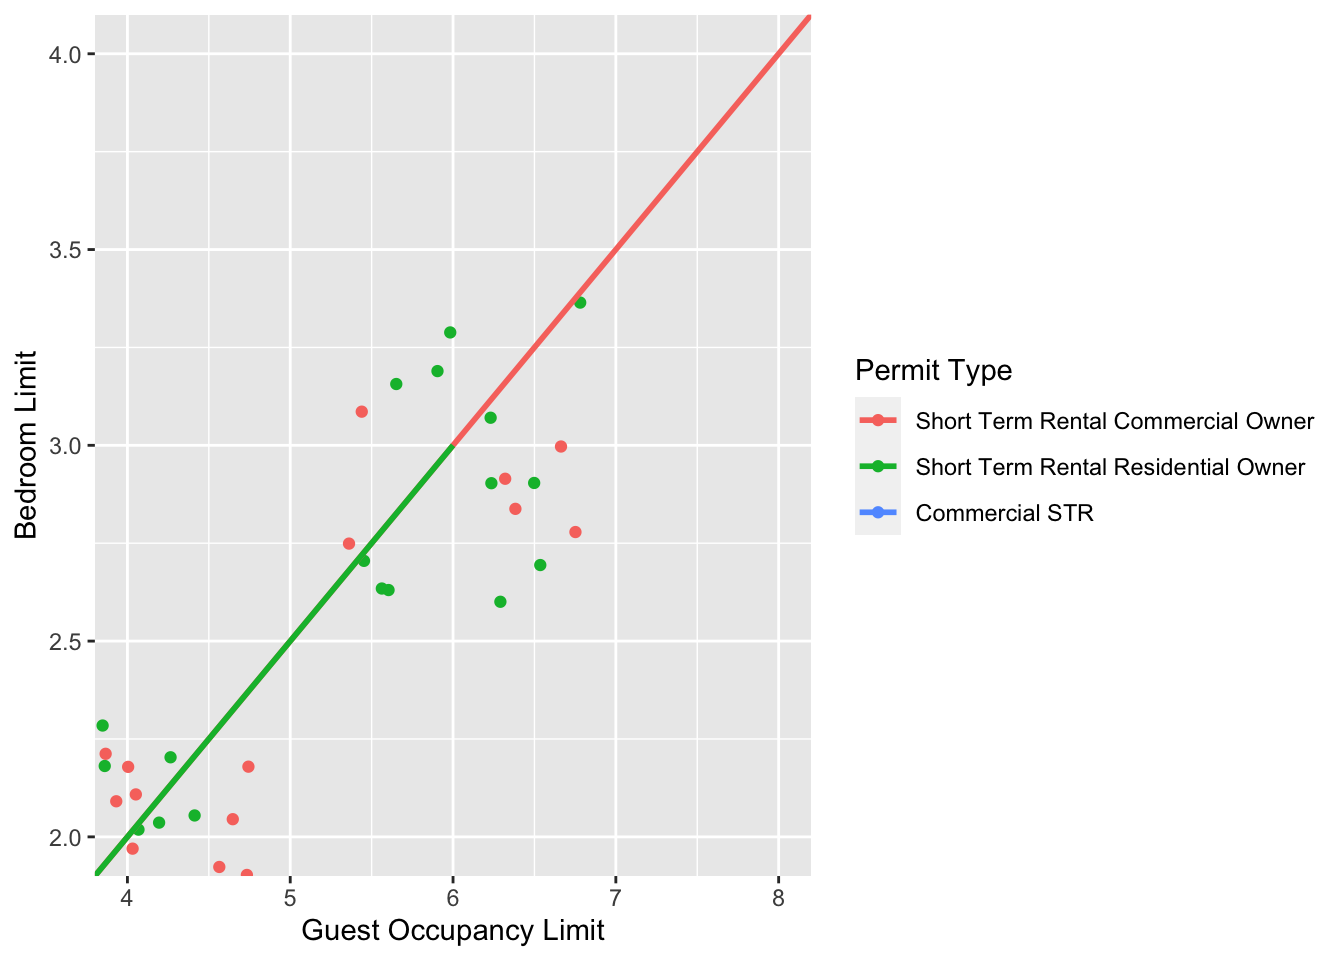 4.0
3.5
3.0
2.5
2.0
Bedroom Limit
4 5 6 7 8
Guest Occupancy Limit
Permit Type
Short Term Rental Commercial Owner
Short Term Rental Residential Owner
Commercial STR